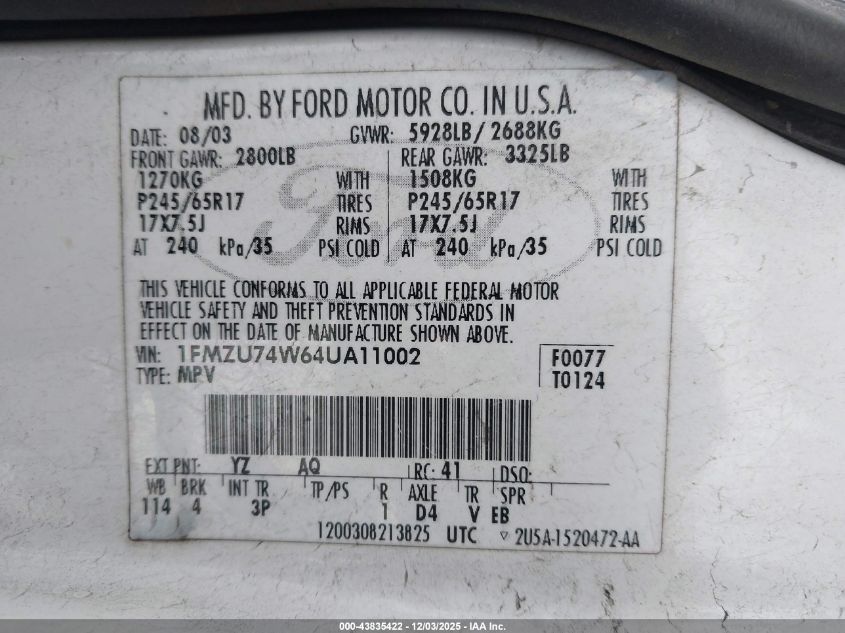 MFD. BY FORD MOTOR CO. IN U.S.A.
DATE: 08/03 GVWR: 5928LB/ 2688KG
FRONT GAWR: 2800LB REAR GAWR: 3325LB
1270KG WITH 1508KG WITH
P245/65R17 TIRES P245/65R17 TIRES
17X7.5J RIMS 17X7.5J RIMS
AT 240 kPa/35 PSI COLD AT 240 kPa/35 PSI COLD
Ford
THIS VEHICLE CONFORMS TO ALL APPLICABLE FEDERAL MOTOR
VEHICLE SAFETY AND THEFT PREVENTION STANDARDS IN
EFFECT ON THE DATE OF MANUFACTURE SHOWN ABOVE.
VIN: 1FMZU74W64UA11002 F0077
TYPE: MPV T0124
EXT PNT: YZ AQ RC: 41 DSO:
WB BRK INT TR TP/PS R AXLE TR SPR
114 4 3P 1 D4 V EB
1200308213825 UTC ▽ 2U5A-1520472-AA
000-43835422 - 12/03/2025 - IAA Inc.